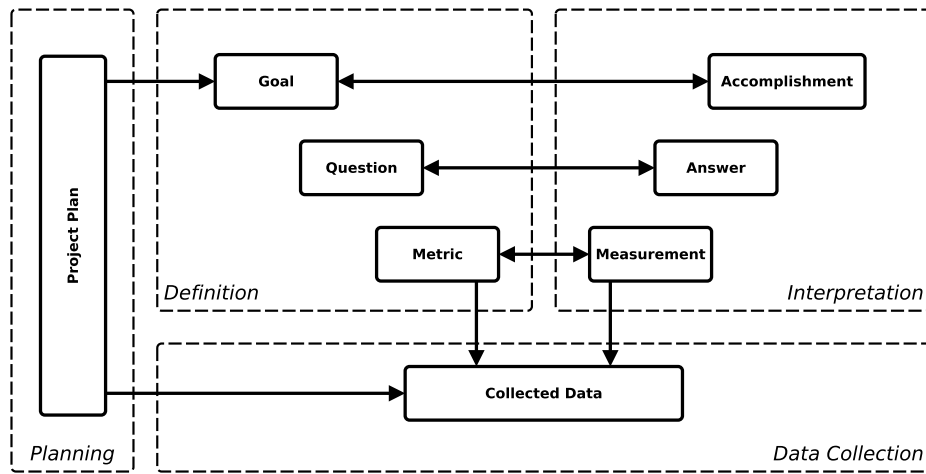 Goal
Accomplishment
Question
Answer
Project Plan
Metric
Measurement
Definition
Interpretation
Collected Data
Planning
Data Collection